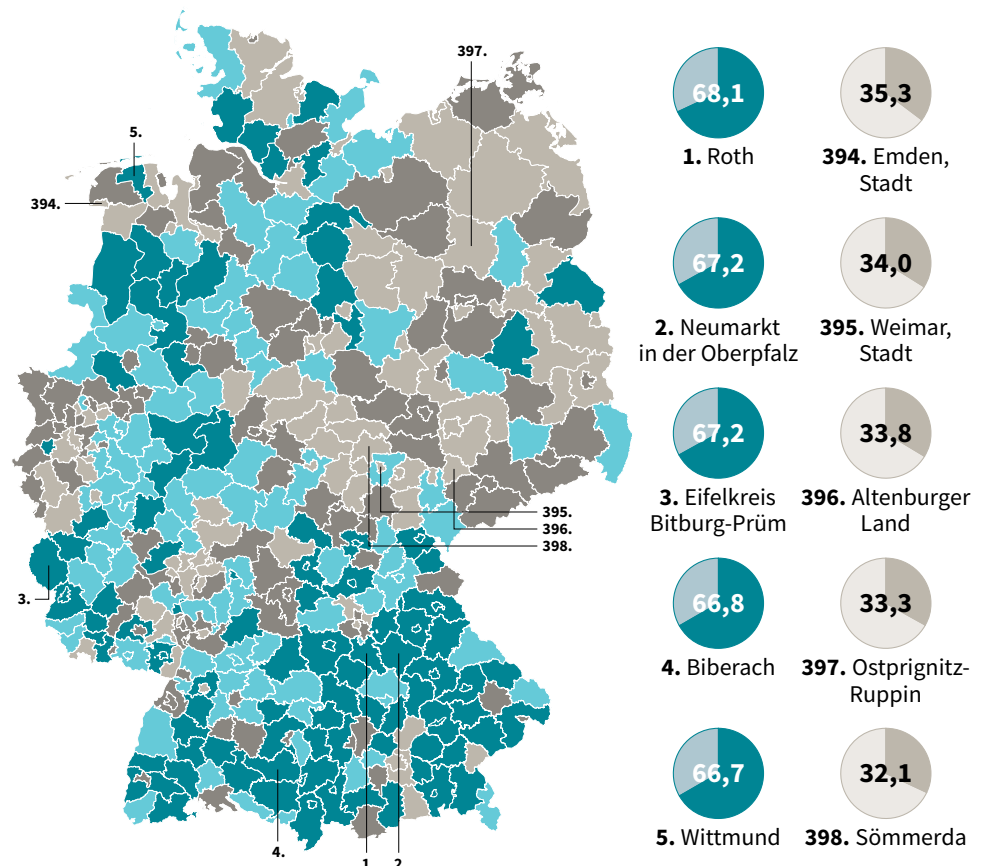 397.
5.
394.
395.
396.
398.
3.
4.
1.
2.
68,1
1. Roth
35,3
394. Emden,
Stadt
67,2
2. Neumarkt
in der Oberpfalz
34,0
395. Weimar,
Stadt
67,2
3. Eifelkreis
Bitburg-Prüm
33,8
396. Altenburger
Land
66,8
4. Biberach
33,3
397. Ostprignitz-
Ruppin
66,7
5. Wittmund
32,1
398. Sömmerda